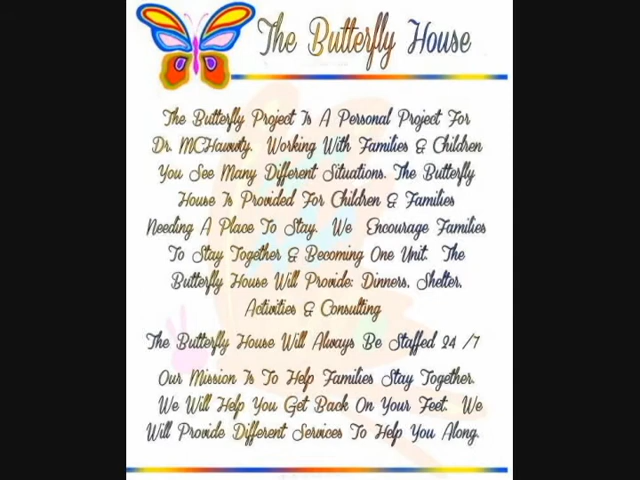 The Butterfly House
The Butterfly Project Is A Personal Project For
Dr. Working With Families & Children
You See Many Different Situations. The Butterfly
House Is Provided For Children & Families
Needing A Place To Stay. We Encourage Families
To Stay Together & Becoming One Unit. The
Butterfly House Will Provide: Dinners, Shelter,
Activities & Consulting
The Butterfly House Will Always Be Staffed 24 /7
Our Mission Is To Help Families Stay Together.
We Will Help You Get Back On Your Feet. We
Will Provide Different Services To Help You Along.